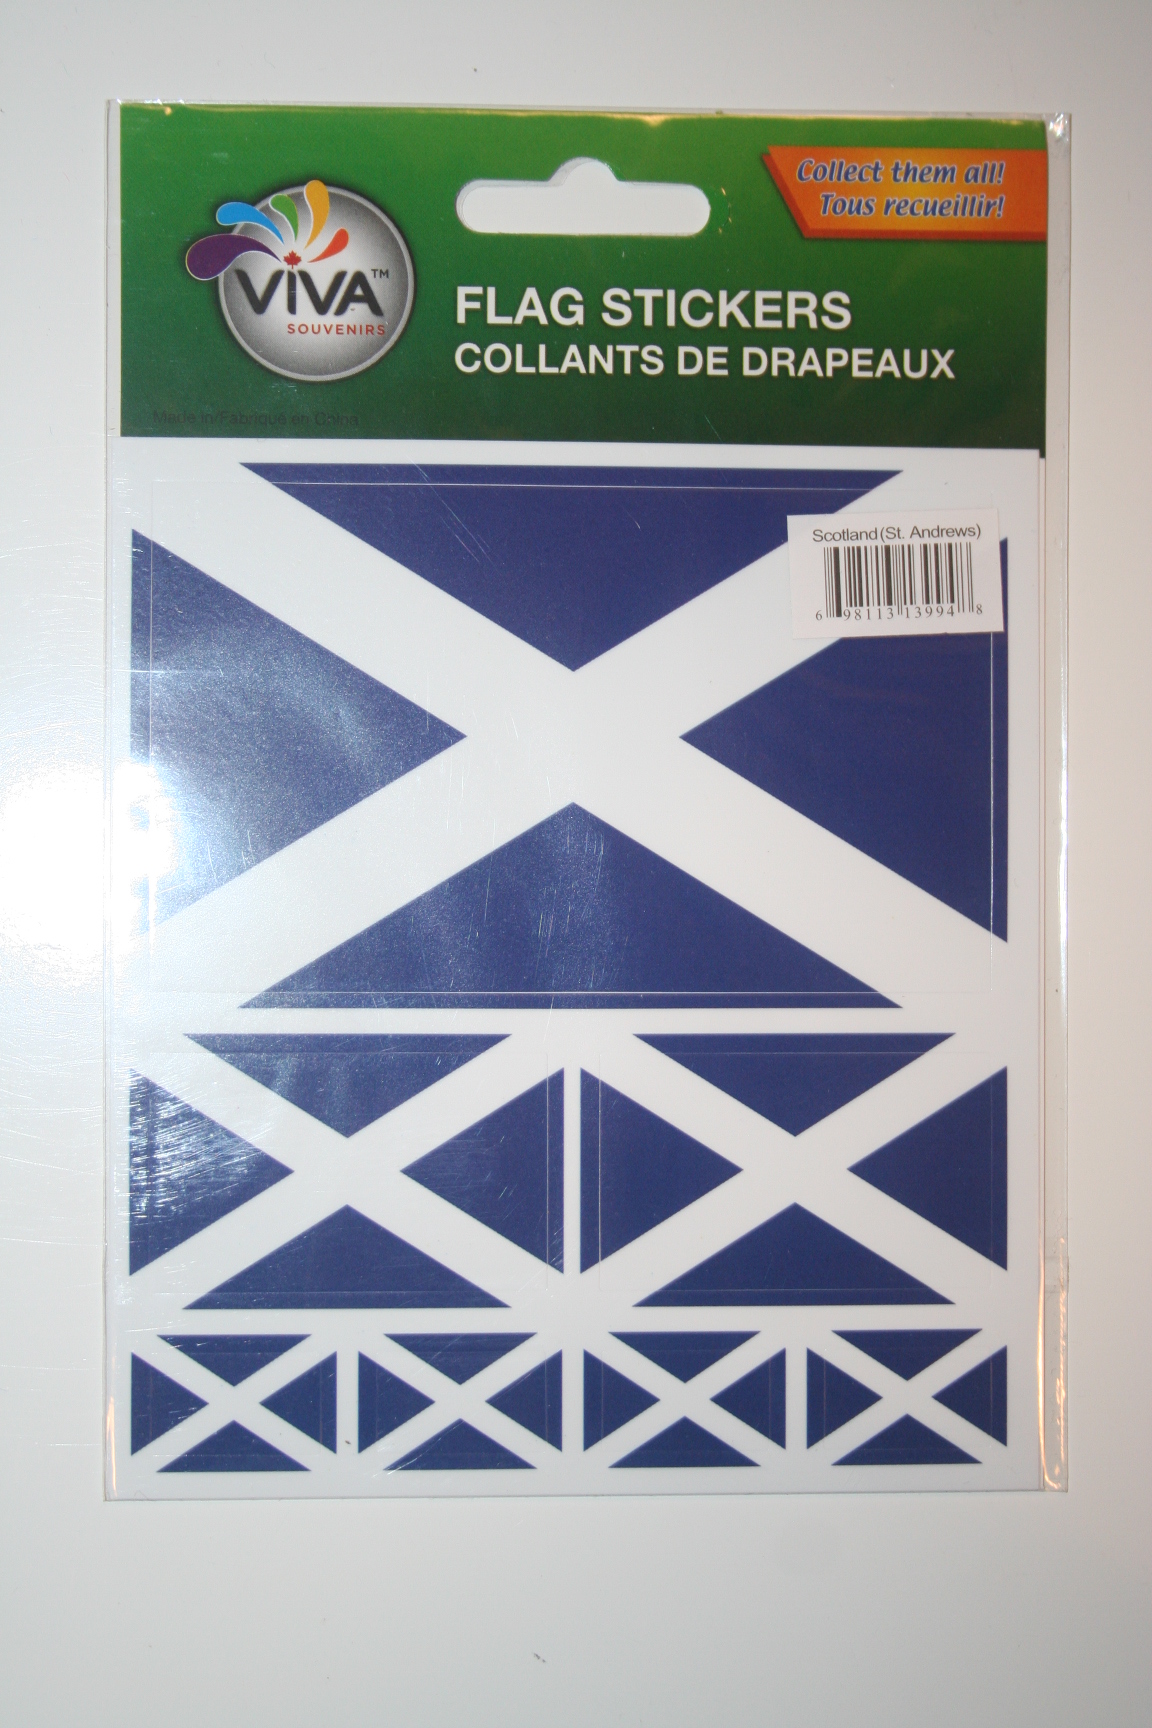 Collect them all!
Tous recueillir!
VIVA™
SOUVENIRS
FLAG STICKERS
COLLANTS DE DRAPEAUX
Made in/Fabriqué en China
Scotland (St. Andrews)
6 98113 13994 8